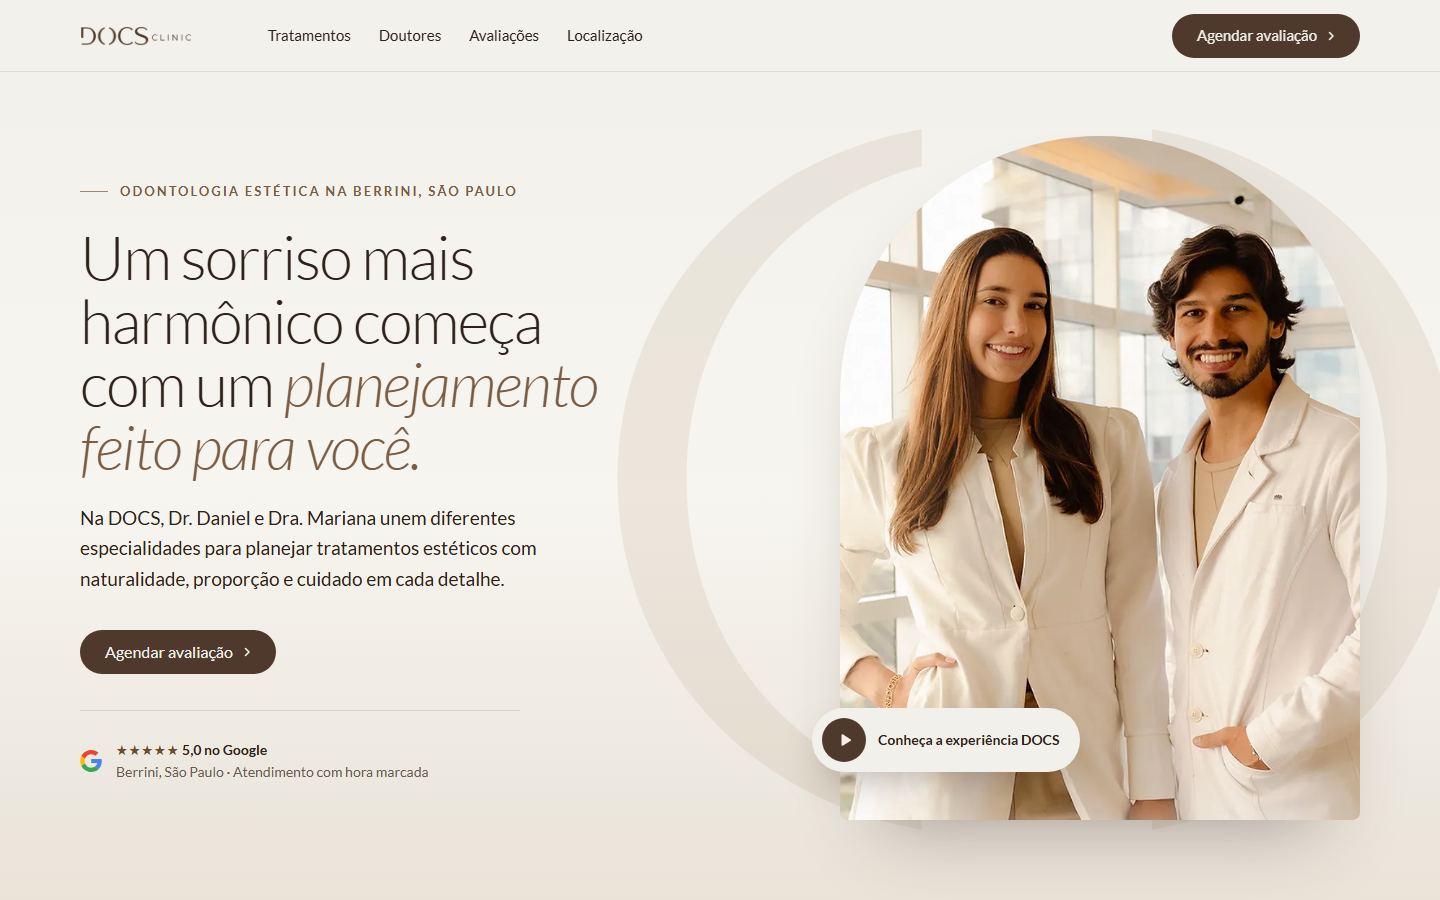 DOCS CLINIC
Tratamentos
Doutores
Avaliações
Localização
Agendar avaliação
ODONTOLOGIA ESTÉTICA NA BERRINI, SÃO PAULO
Um sorriso mais
harmônico começa
com um planejamento
feito para você.
Na DOCS, Dr. Daniel e Dra. Mariana unem diferentes
especialidades para planejar tratamentos estéticos com
naturalidade, proporção e cuidado em cada detalhe.
Agendar avaliação
★★★★★ 5,0 no Google
Berrini, São Paulo · Atendimento com hora marcada
Conheça a experiência DOCS